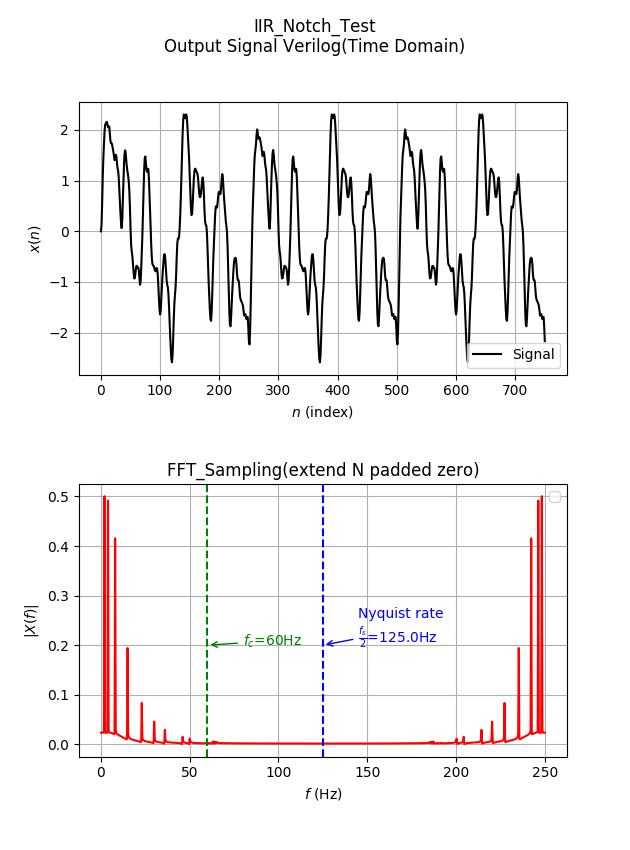 IIR_Notch_Test
Output Signal Verilog(Time Domain)
2
1
0
−1
−2
x(n)
Signal
0 100 200 300 400 500 600 700
n (index)
FFT_Sampling(extend N padded zero)
0.5
0.4
0.3
0.2
0.1
0.0
|X(f)|
Nyquist rate
f_c=60Hz
f_s/2=125.0Hz
0 50 100 150 200 250
f (Hz)